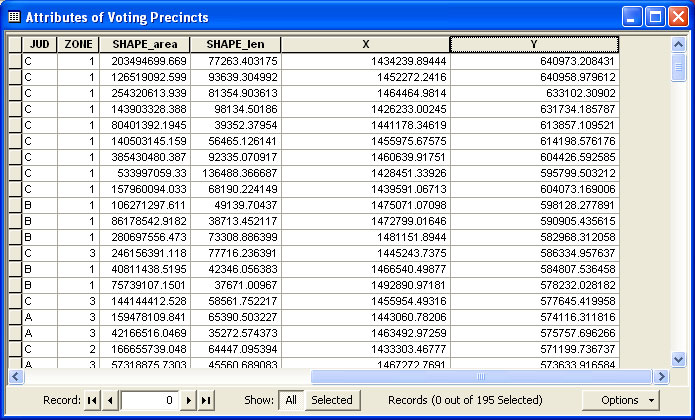 Attributes of Voting Precincts
JUD ZONE SHAPE_area SHAPE_len X Y
C 1 203494699.669 77263.403175 1434239.89444 640973.208431
C 1 126519092.599 93639.304992 1452272.2416 640958.979612
C 1 254320613.939 81354.903613 1464464.9814 633102.30902
C 1 143903328.388 98134.50186 1426233.00245 631734.185787
C 1 80401392.1945 39352.37954 1441178.34619 613857.109521
C 1 140503145.159 56465.126141 1455975.67575 614198.576176
C 1 385430480.387 92335.070917 1460639.91751 604426.592585
C 1 533997059.33 136488.366687 1428451.33926 595799.503212
C 1 157960094.033 68190.224149 1439591.06713 604073.169006
B 1 106271297.611 49139.70437 1475071.07098 598128.277891
B 1 86178542.9182 38713.452117 1472799.01646 590905.435615
B 1 280697556.473 73308.886399 1481151.8944 582968.312058
C 3 246156391.118 77716.236391 1445243.7375 586334.957637
B 1 40811438.5195 42346.056383 1466540.49877 584807.536458
B 1 75739107.1501 37671.00967 1492890.97181 578232.028182
C 3 144144412.528 58561.752217 1455954.49316 577645.419958
A 3 159478109.841 65390.503227 1443060.78206 574116.311816
A 3 42166516.0469 35272.574373 1463492.97259 575757.696266
C 2 166655739.048 64447.095394 1433303.46777 571199.736737
A 3 57318875.7303 45560.689083 1467272.7691 573633.916584
Record: 0 Show: All Selected Records (0 out of 195 Selected) Options